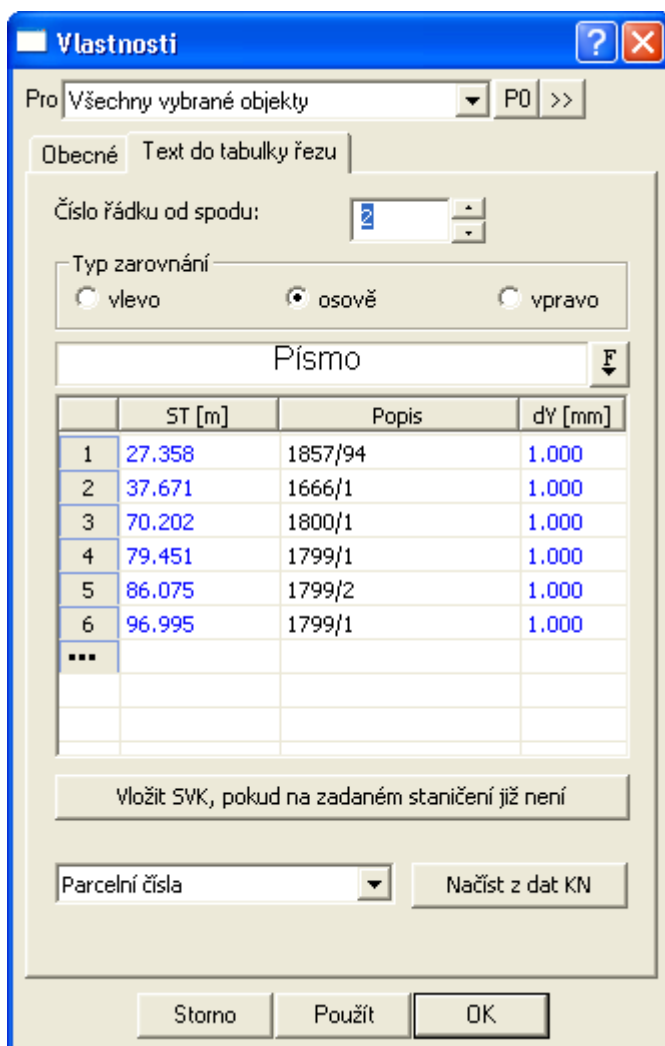 Vlastnosti
Pro Všechny vybrané objekty P0 >>
Obecné Text do tabulky řezu
Číslo řádku od spodu: 2
Typ zarovnání
vlevo osově vpravo
Písmo F
ST [m] Popis dY [mm]
1 27.358 1857/94 1.000
2 37.671 1666/1 1.000
3 70.202 1800/1 1.000
4 79.451 1799/1 1.000
5 86.075 1799/2 1.000
6 96.995 1799/1 1.000
Vložit SVK, pokud na zadaném staničení již není
Parcelní čísla Načíst z dat KN
Storno Použít OK